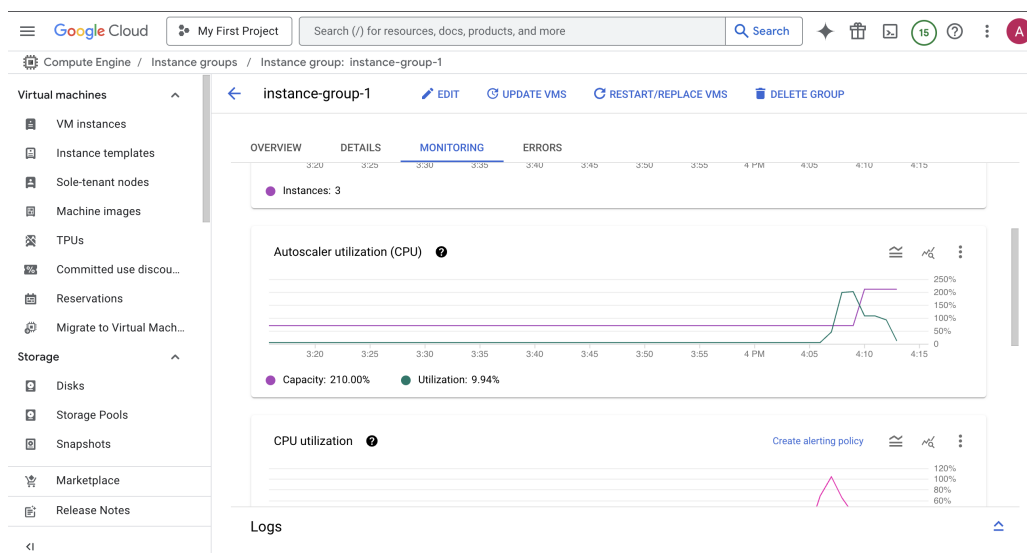 Google Cloud
My First Project
Search (/) for resources, docs, products, and more
Search
15
A
Compute Engine / Instance groups / Instance group: instance-group-1
Virtual machines
VM instances
Instance templates
Sole-tenant nodes
Machine images
TPUs
Committed use discou...
Reservations
Migrate to Virtual Mach...
Storage
Disks
Storage Pools
Snapshots
Marketplace
Release Notes
instance-group-1
EDIT
UPDATE VMS
RESTART/REPLACE VMS
DELETE GROUP
OVERVIEW DETAILS MONITORING ERRORS
3:20 3:25 3:30 3:35 3:40 3:45 3:50 3:55 4 PM 4:05 4:10 4:15
Instances: 3
Autoscaler utilization (CPU)
250%
200%
150%
100%
50%
0
3:20 3:25 3:30 3:35 3:40 3:45 3:50 3:55 4 PM 4:05 4:10 4:15
Capacity: 210.00% Utilization: 9.94%
CPU utilization
Create alerting policy
120%
100%
80%
60%
Logs